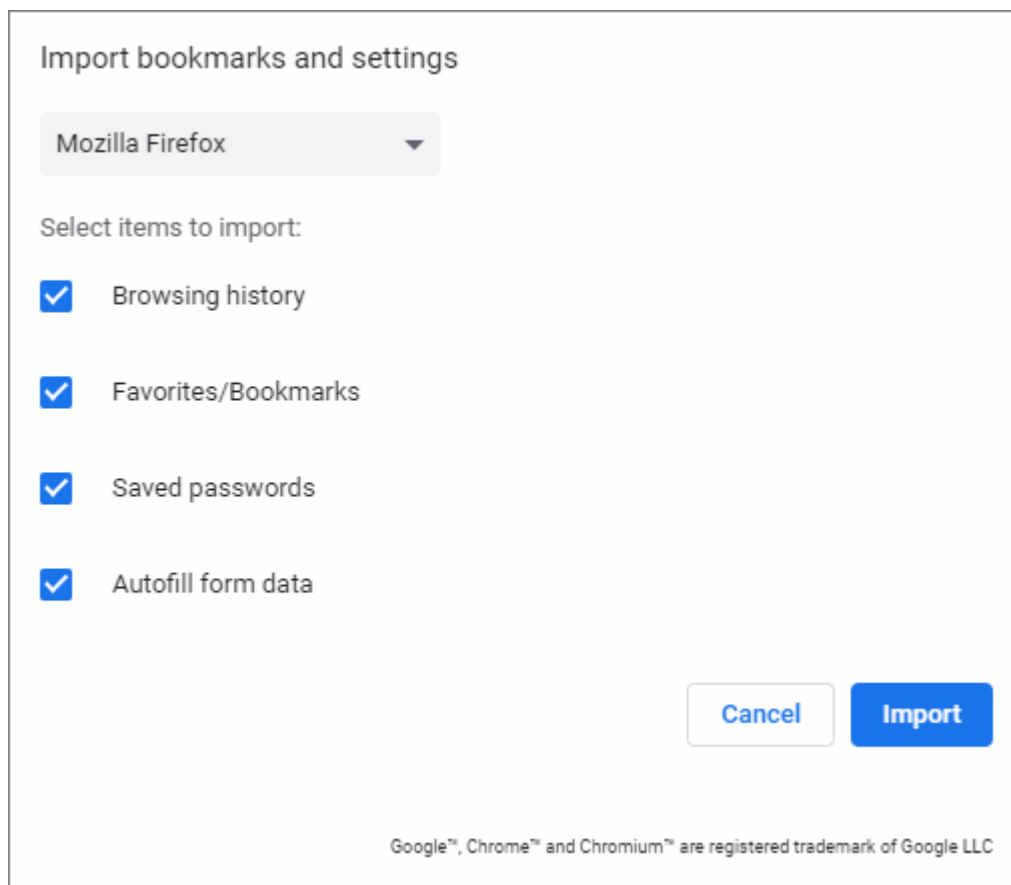 Import bookmarks and settings
Mozilla Firefox
Select items to import:
Browsing history
Favorites/Bookmarks
Saved passwords
Autofill form data
Cancel
Import
Google™, Chrome™ and Chromium™ are registered trademark of Google LLC